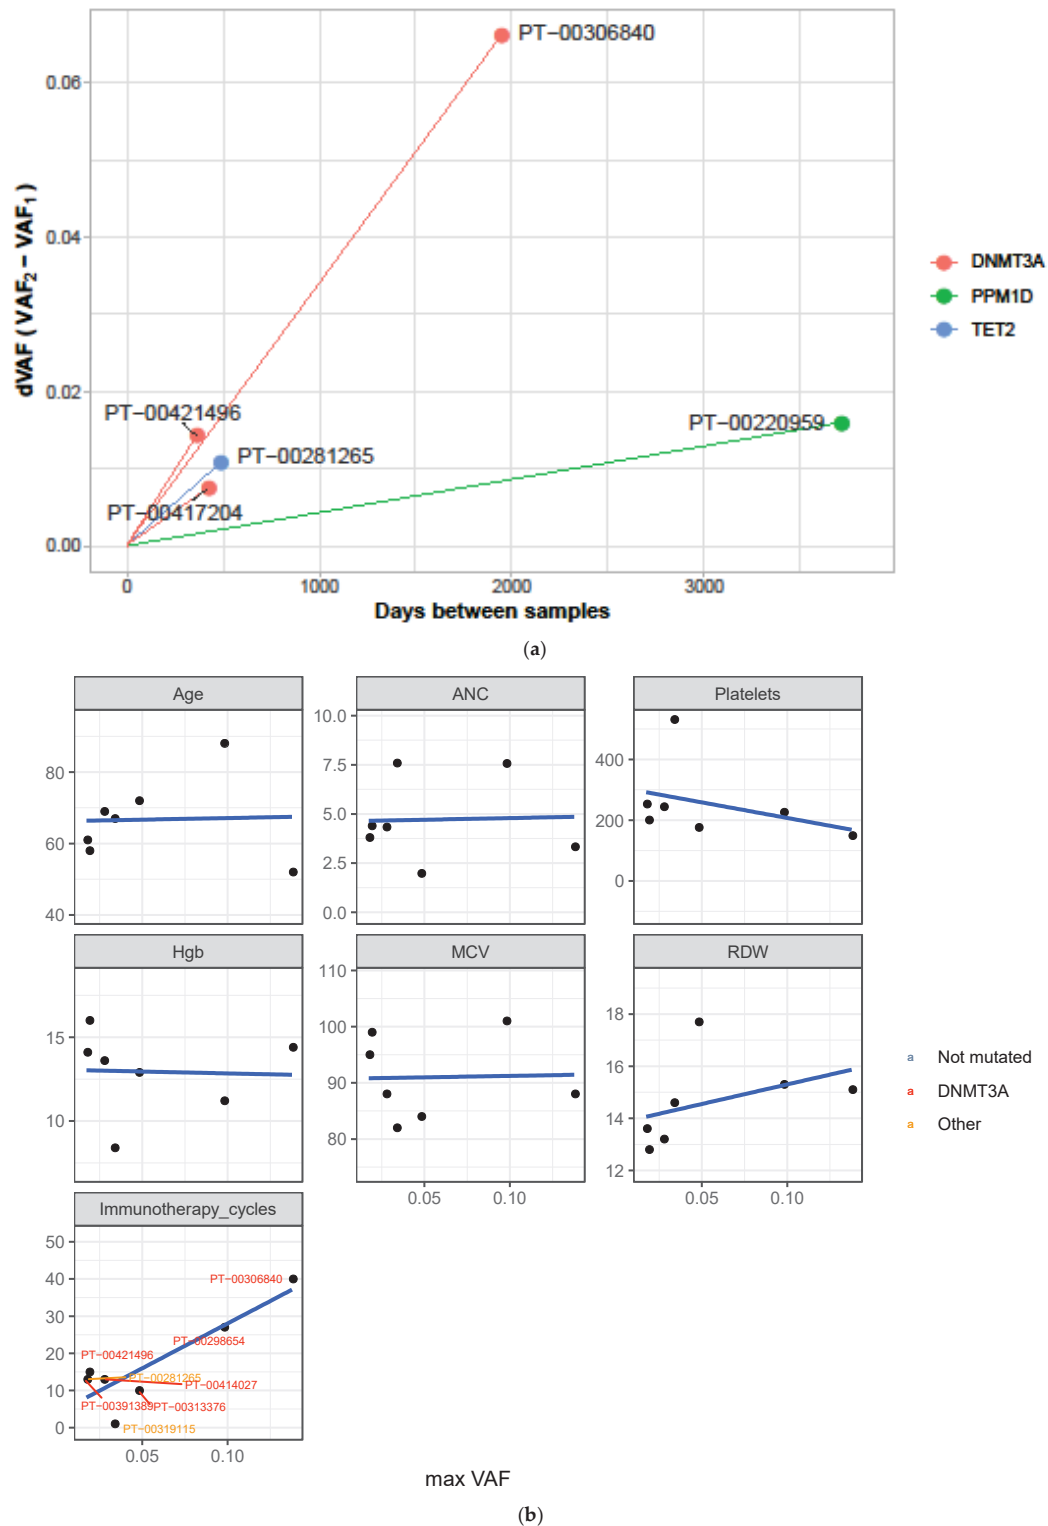 PT−00306840
0.06
0.04
0.02
0.00
dVAF ( VAF₂ − VAF₁ )
PT−00421496
PT−00281265
PT−00417204
PT−00220959
DNMT3A
PPM1D
TET2
0 1000 2000 3000
Days between samples
(a)
Age
80
60
40
ANC
10.0
7.5
5.0
2.5
0.0
Platelets
400
200
0
Hgb
15
10
MCV
110
100
90
80
0.05 0.10
RDW
18
16
14
12
0.05 0.10
Not mutated
DNMT3A
Other
a
a
a
Immunotherapy_cycles
50
40
30
20
10
0
PT−00306840
PT−00298654
PT−00421496
PT−00281265
PT−00414027
PT−00391389
PT−00313376
PT−00319115
0.05 0.10
max VAF
(b)